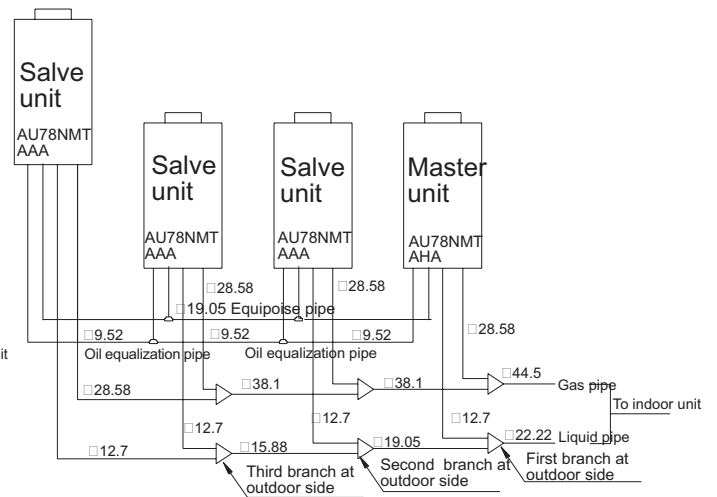 Salve
unit
AU78NMT
AAA
Salve
unit
AU78NMT
AAA
Salve
unit
AU78NMT
AAA
Master
unit
AU78NMT
AHA
□28.58
□28.58
□19.05 Equipoise pipe
□9.52
□9.52
□9.52
□28.58
it
Oil equalization pipe
Oil equalization pipe
□28.58
□38.1
□38.1
□44.5
Gas pipe
To indoor unit
□12.7
□12.7
□12.7
□12.7
□15.88
□19.05
□22.22
Liquid pipe
Third branch at
outdoor side
Second branch at
outdoor side
First branch at
outdoor side